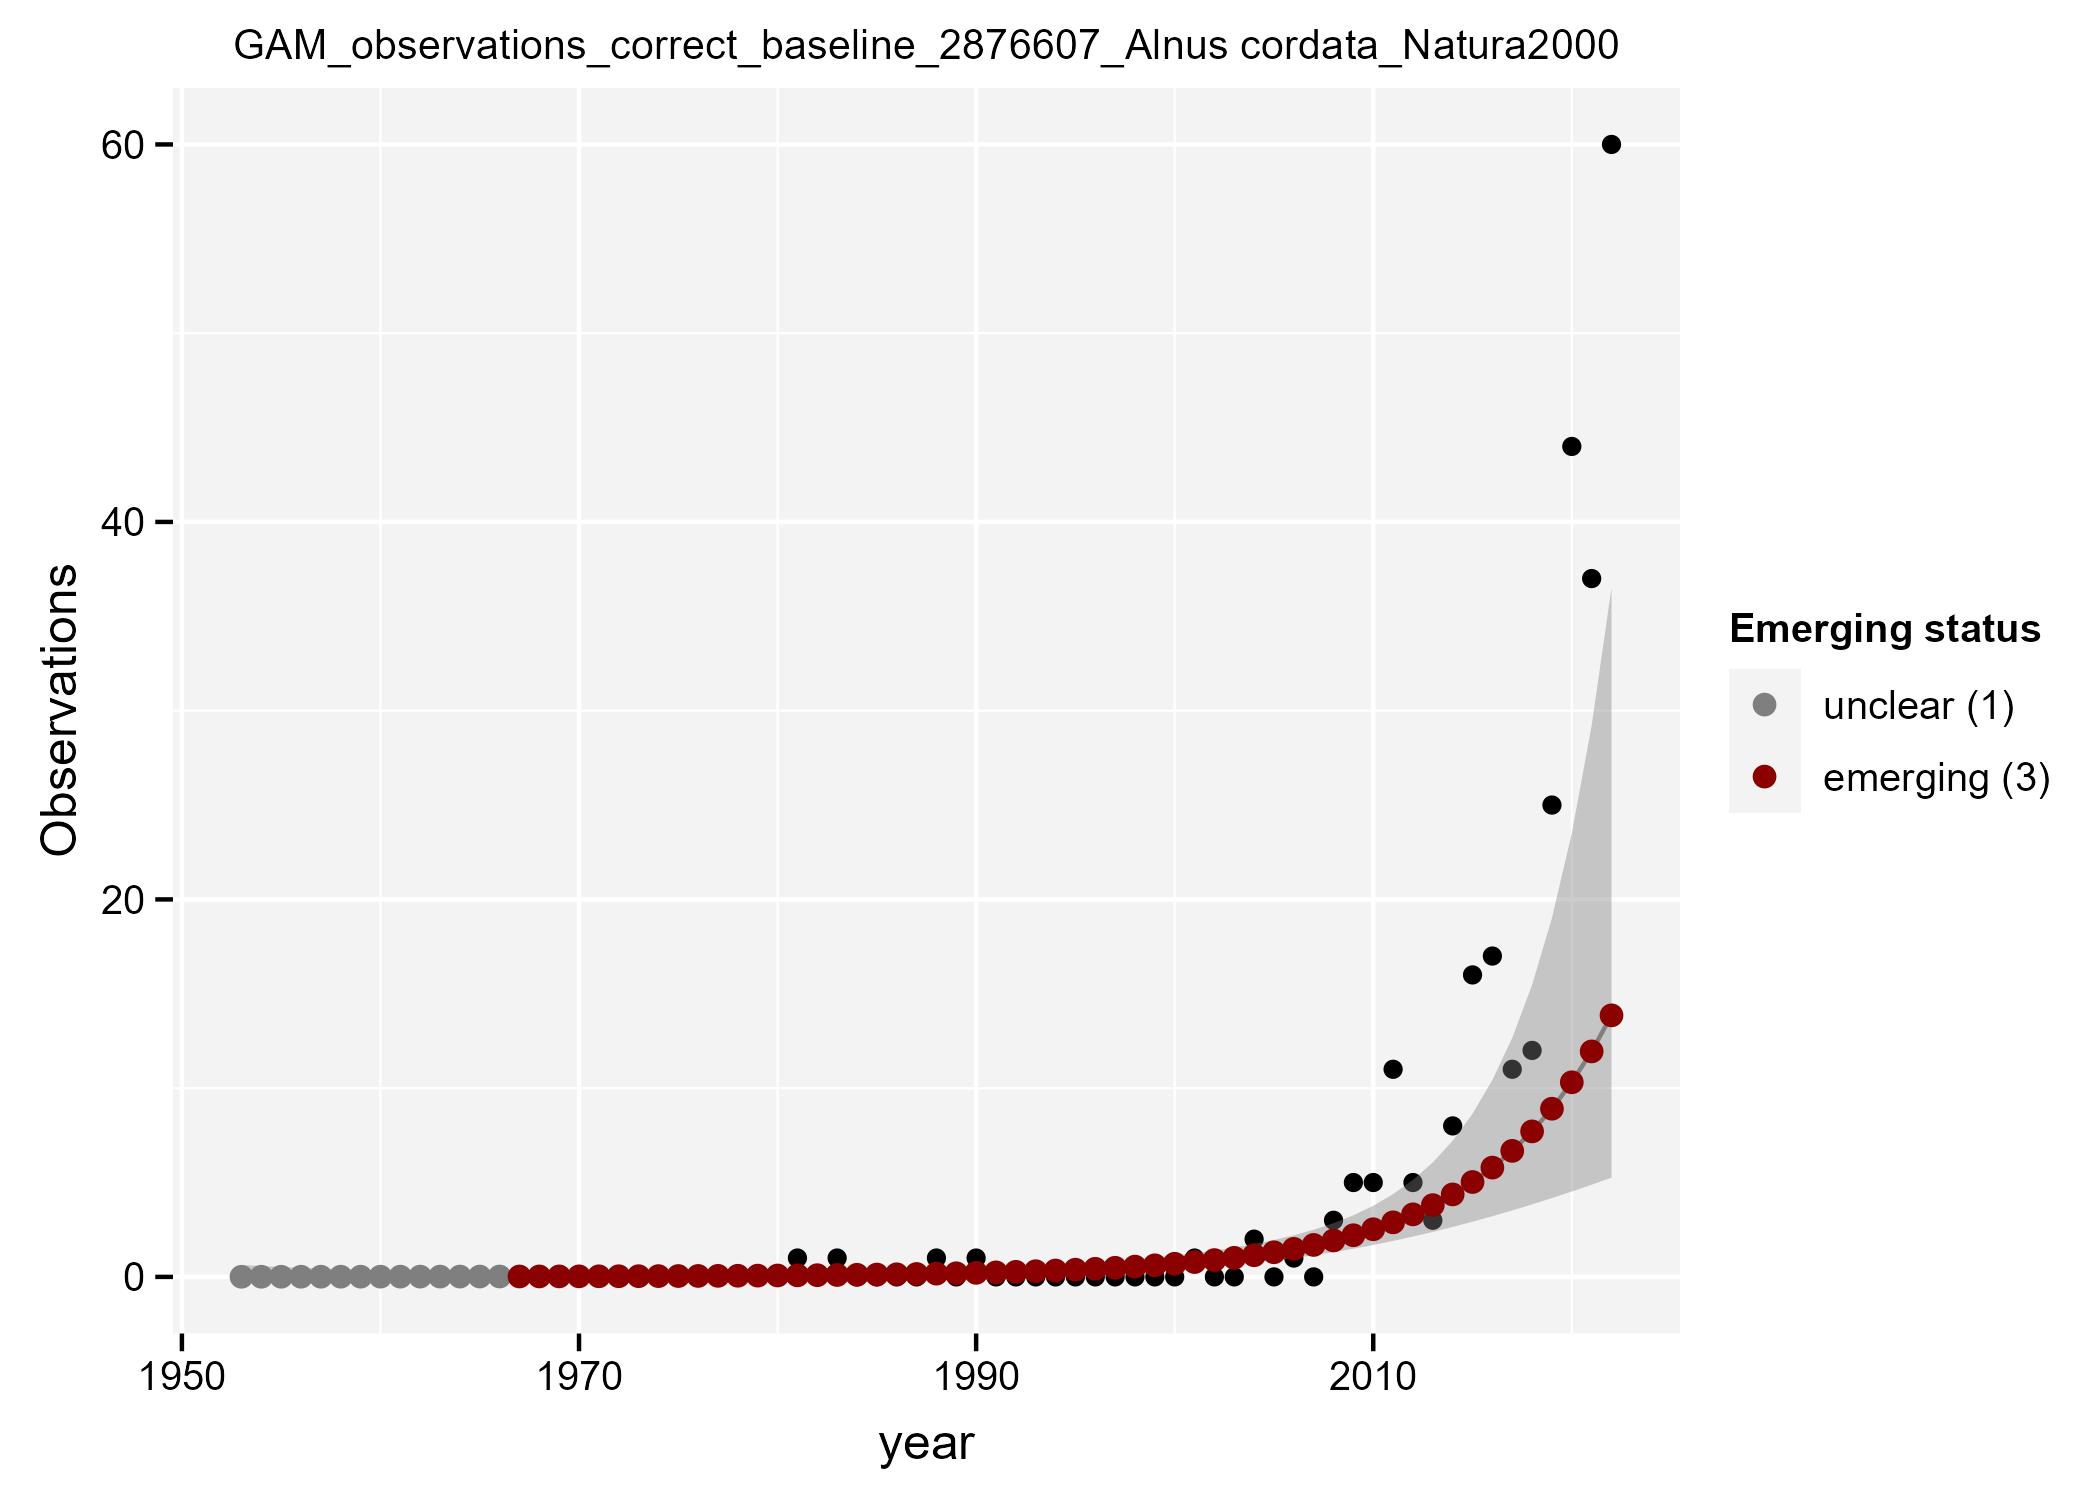 GAM_observations_correct_baseline_2876607_Alnus cordata_Natura2000
60
40
20
0
Observations
1950 1970 1990 2010
year
Emerging status
unclear (1)
emerging (3)